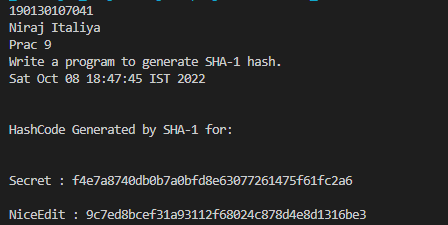 190130107041
Niraj Italiya
Prac 9
Write a program to generate SHA-1 hash.
Sat Oct 08 18:47:45 IST 2022
HashCode Generated by SHA-1 for:
Secret : f4e7a8740db0b7a0bfd8e63077261475f61fc2a6
NiceEdit : 9c7ed8bcef31a93112f68024c878d4e8d1316be3